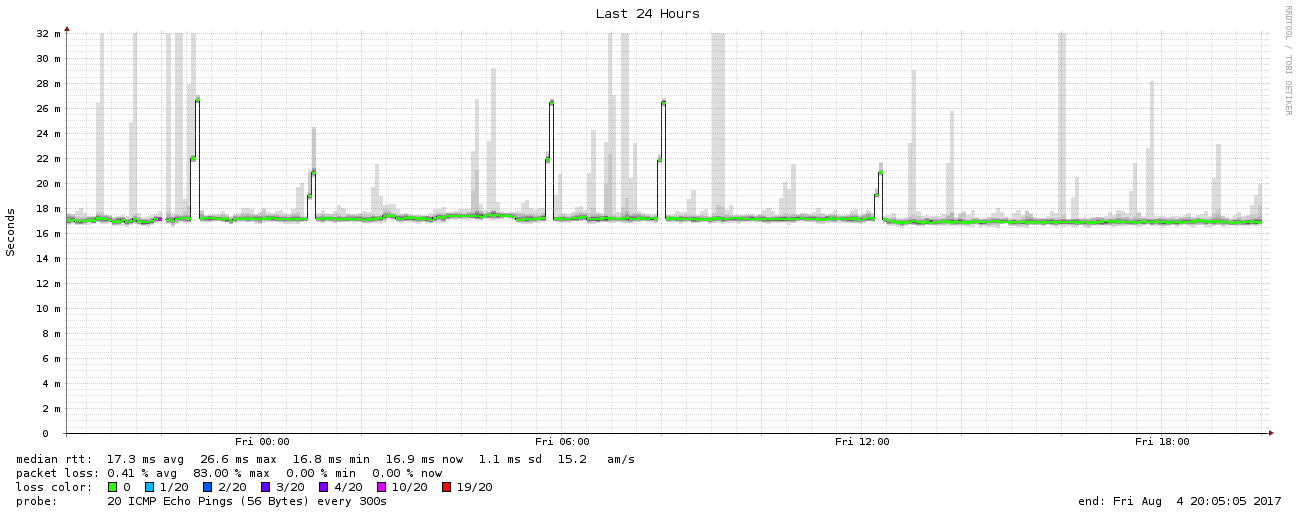 Last 24 Hours
RRDTOOL / TOBI OETIKER
Seconds
32 m
30 m
28 m
26 m
24 m
22 m
20 m
18 m
16 m
14 m
12 m
10 m
8 m
6 m
4 m
2 m
0
Fri 00:00 Fri 06:00 Fri 12:00 Fri 18:00
median rtt: 17.3 ms avg 26.6 ms max 16.8 ms min 16.9 ms now 1.1 ms sd 15.2 am/s
packet loss: 0.41 % avg 83.00 % max 0.00 % min 0.00 % now
loss color: 0 1/20 2/20 3/20 4/20 10/20 19/20
probe: 20 ICMP Echo Pings (56 Bytes) every 300s end: Fri Aug 4 20:05:05 2017